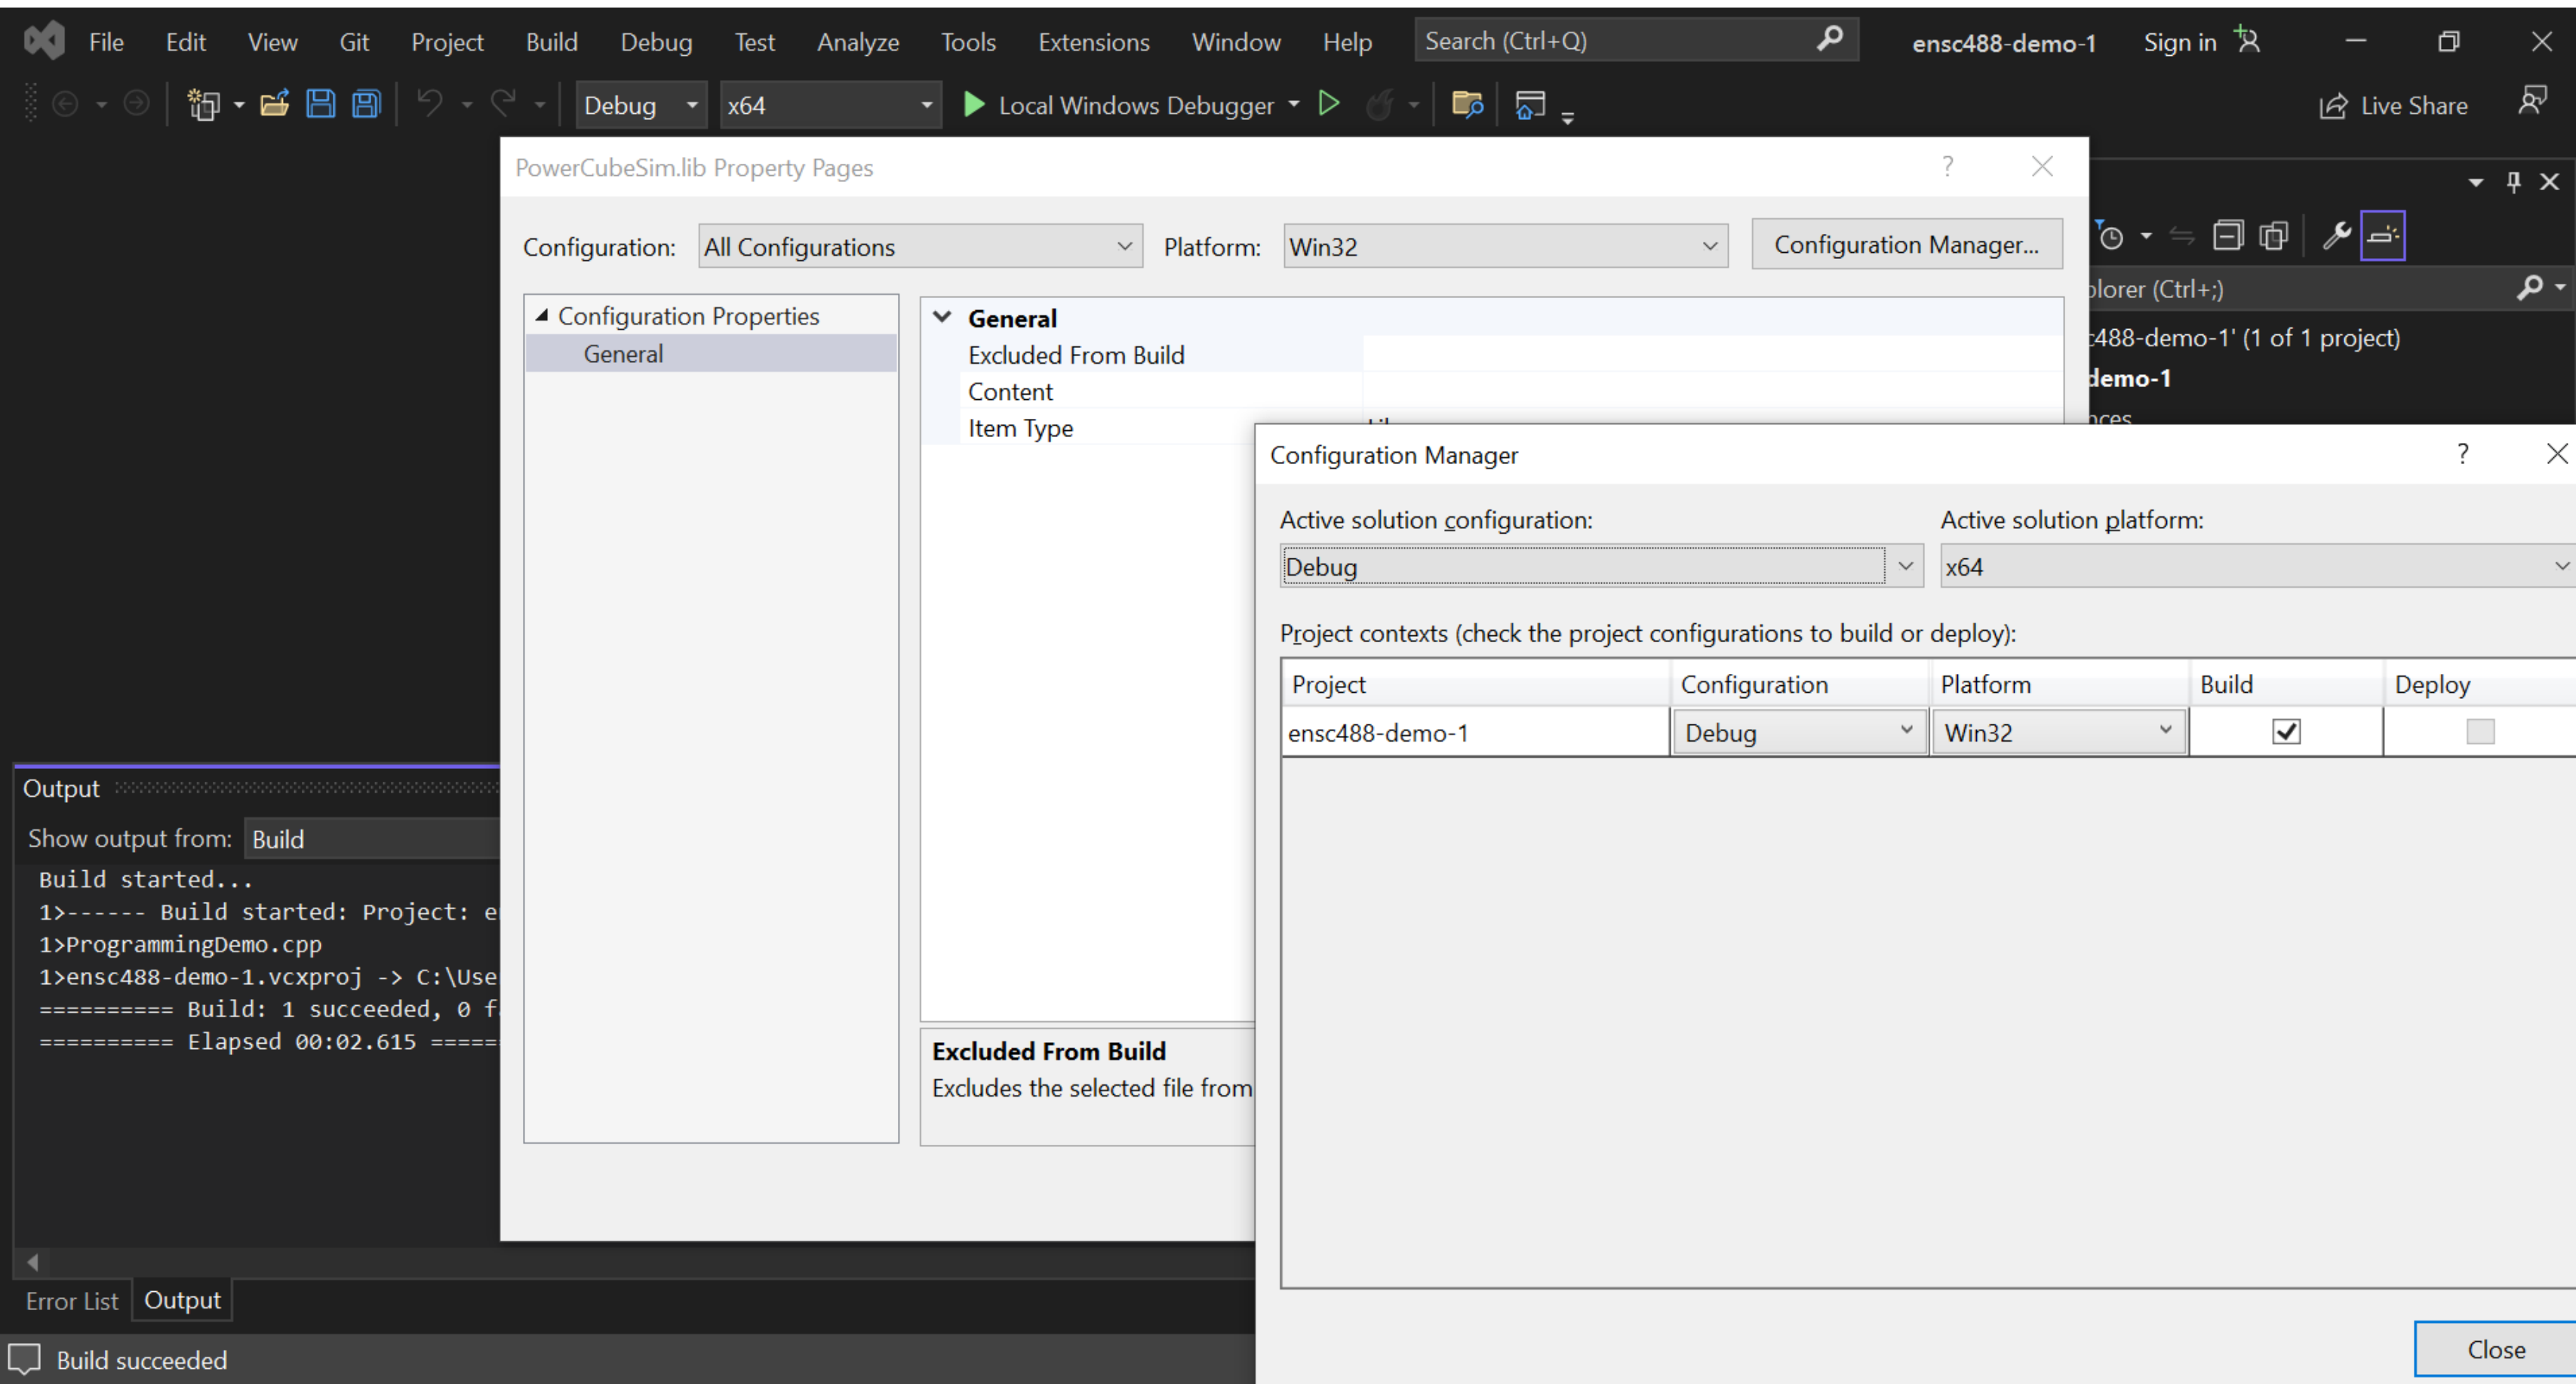 File Edit View Git Project Build Debug Test Analyze Tools Extensions Window Help Search (Ctrl+Q) ensc488-demo-1 Sign in
Debug x64 Local Windows Debugger Live Share
PowerCubeSim.lib Property Pages
Configuration: All Configurations Platform: Win32 Configuration Manager...
(Ctrl+;)
Configuration Properties
General
General
Excluded From Build
Content
Item Type
c488-demo-1' (1 of 1 project)
demo-1
Configuration Manager
Active solution configuration: Active solution platform:
Debug x64
Project contexts (check the project configurations to build or deploy):
Project Configuration Platform Build Deploy
ensc488-demo-1 Debug Win32
Output
Show output from: Build
Build started...
1>------ Build started: Project: e
1>ProgrammingDemo.cpp
1>ensc488-demo-1.vcxproj -> C:\Use
========== Build: 1 succeeded, 0 f
========== Elapsed 00:02.615 =====
Excluded From Build
Excludes the selected file from
Error List Output
Build succeeded
Close